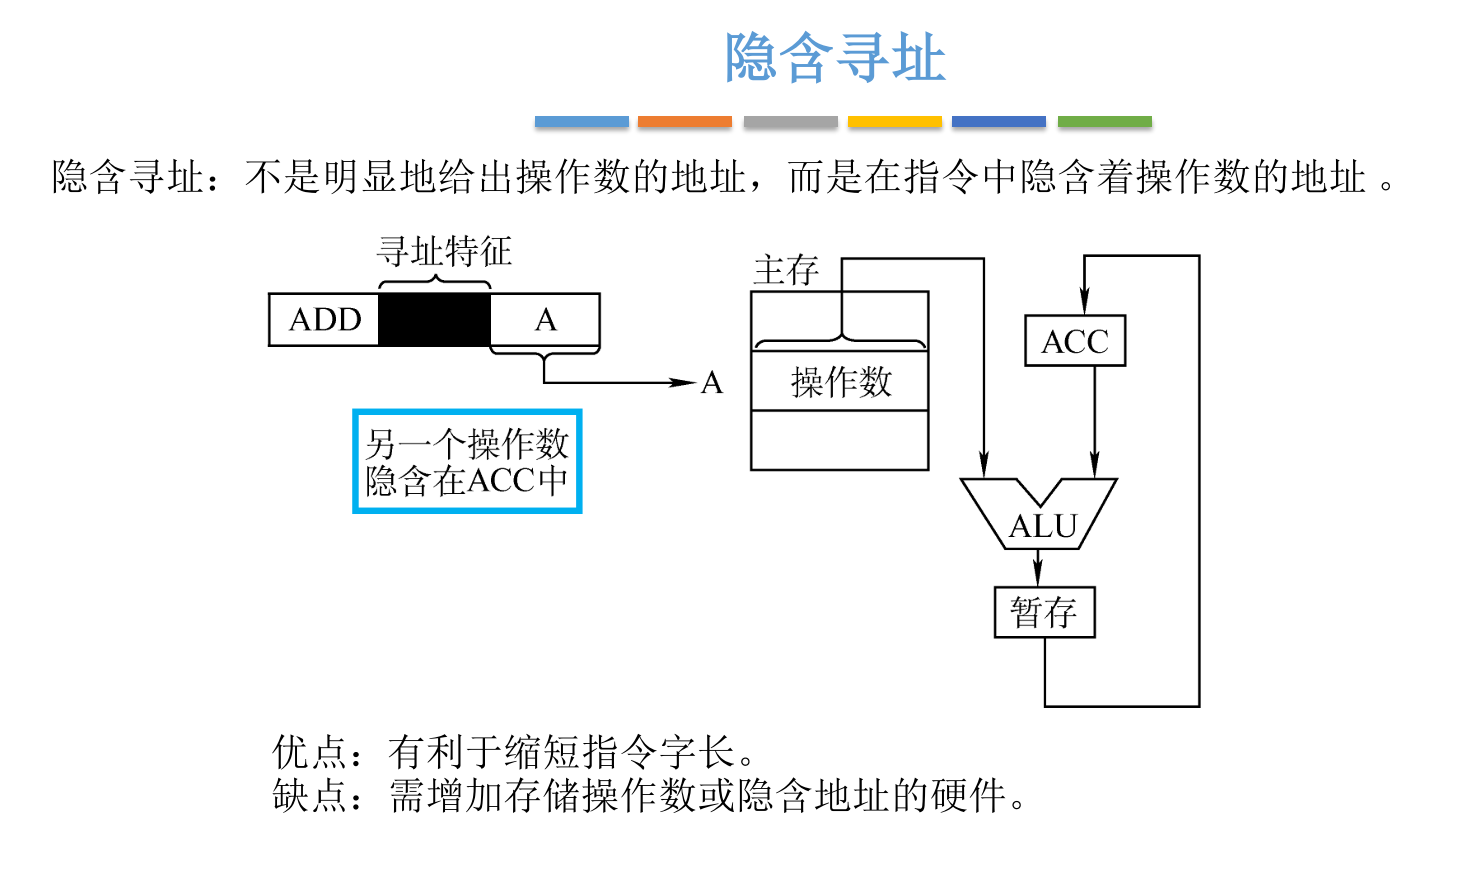 隐含寻址
隐含寻址：不是明显地给出操作数的地址，而是在指令中隐含着操作数的地址 。
寻址特征
ADD
A
A
另一个操作数
隐含在ACC中
主存
操作数
ACC
ALU
暂存
优点：有利于缩短指令字长。
缺点：需增加存储操作数或隐含地址的硬件。